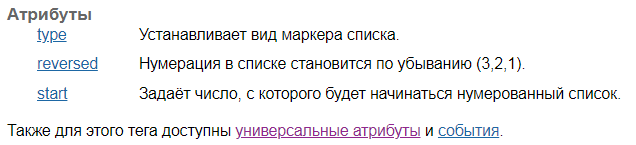 Атрибуты
type Устанавливает вид маркера списка.
reversed Нумерация в списке становится по убыванию (3,2,1).
start Задаёт число, с которого будет начинаться нумерованный список.
Также для этого тега доступны универсальные атрибуты и события.